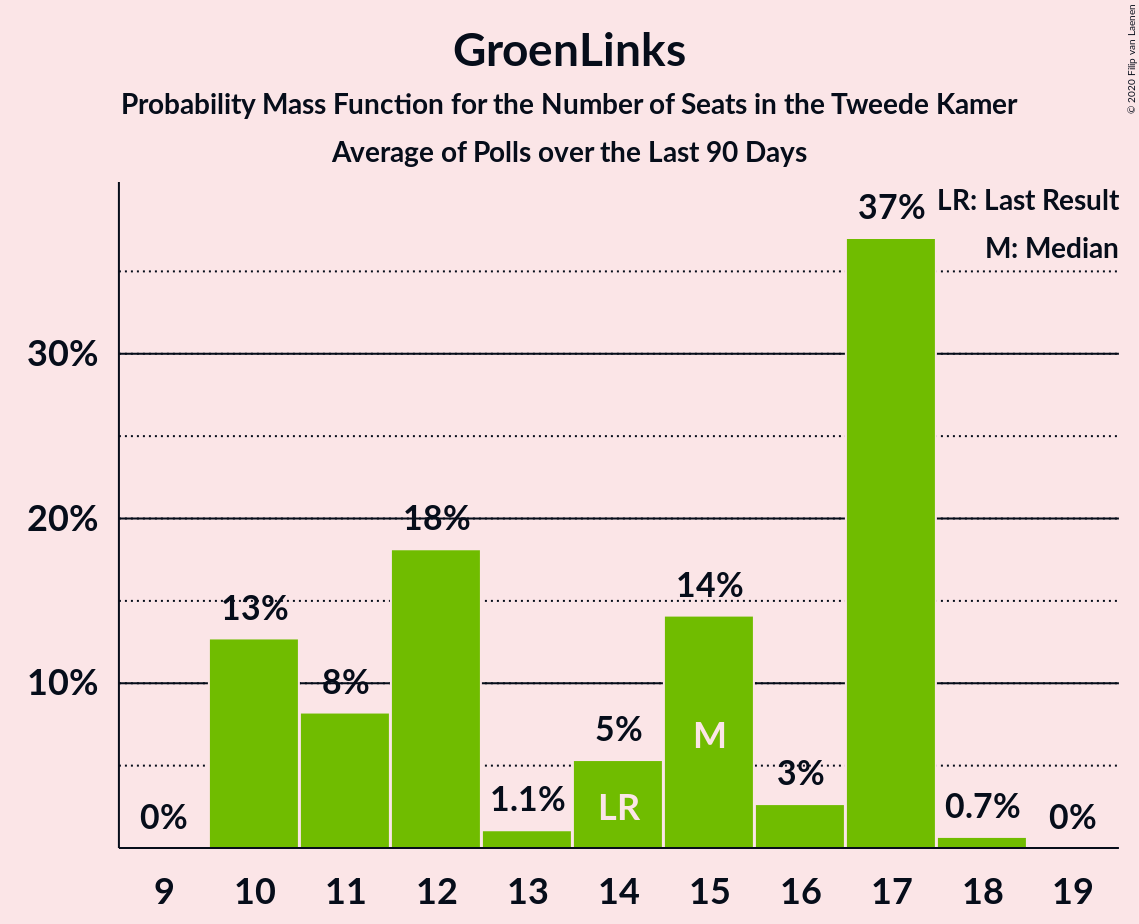 GroenLinks
Probability Mass Function for the Number of Seats in the Tweede Kamer
Average of Polls over the Last 90 Days
© 2020 Filip van Laenen
LR: Last Result
M: Median
30%
20%
10%
0%
13%
8%
18%
1.1%
5%
14%
3%
37%
0.7%
0%
LR
M
9 10 11 12 13 14 15 16 17 18 19